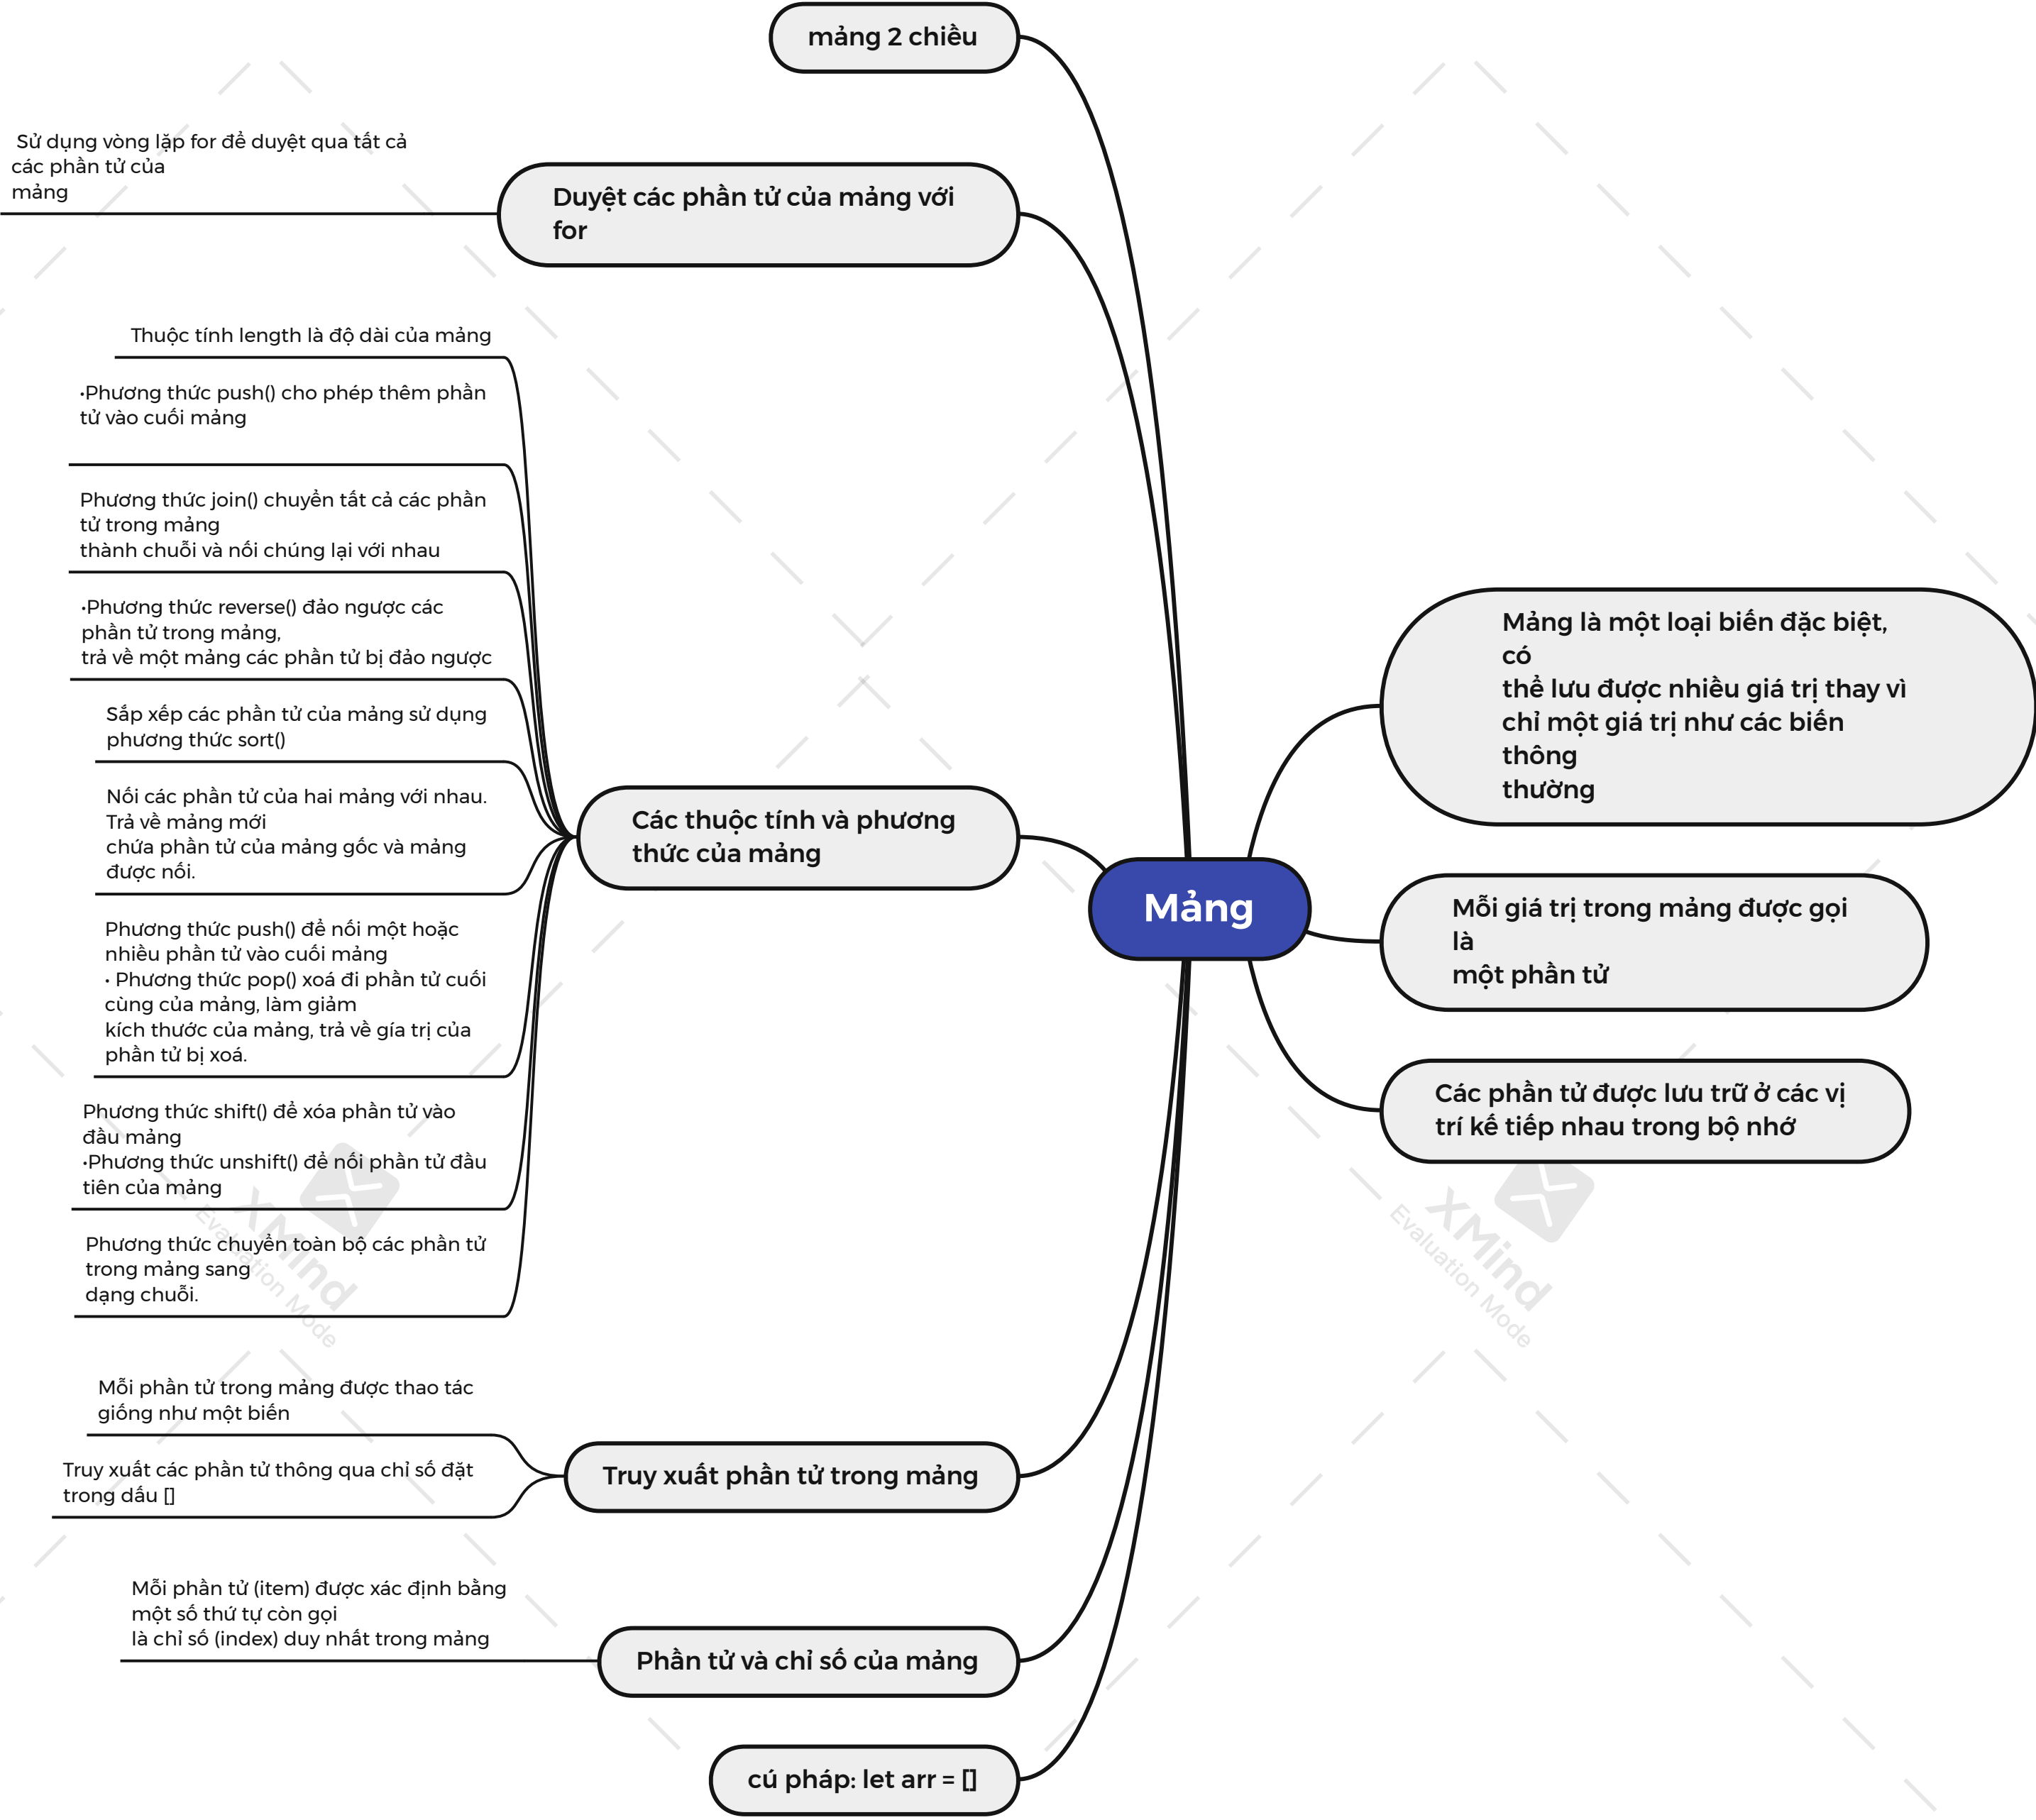 mảng 2 chiều
Sử dụng vòng lặp for để duyệt qua tất cả
các phần tử của
mảng
Duyệt các phần tử của mảng với
for
Thuộc tính length là độ dài của mảng
•Phương thức push() cho phép thêm phần
tử vào cuối mảng
Phương thức join() chuyển tất cả các phần
tử trong mảng
thành chuỗi và nối chúng lại với nhau
•Phương thức reverse() đảo ngược các
phần tử trong mảng,
trả về một mảng các phần tử bị đảo ngược
Sắp xếp các phần tử của mảng sử dụng
phương thức sort()
Nối các phần tử của hai mảng với nhau.
Trả về mảng mới
chứa phần tử của mảng gốc và mảng
được nối.
Phương thức push() để nối một hoặc
nhiều phần tử vào cuối mảng
• Phương thức pop() xoá đi phần tử cuối
cùng của mảng, làm giảm
kích thước của mảng, trả về gía trị của
phần tử bị xoá.
Phương thức shift() để xóa phần tử vào
đầu mảng
•Phương thức unshift() để nối phần tử đầu
tiên của mảng
Phương thức chuyển toàn bộ các phần tử
trong mảng sang
dạng chuỗi.
Các thuộc tính và phương
thức của mảng
Mỗi phần tử trong mảng được thao tác
giống như một biến
Truy xuất các phần tử thông qua chỉ số đặt
trong dấu []
Truy xuất phần tử trong mảng
Mỗi phần tử (item) được xác định bằng
một số thứ tự còn gọi
là chỉ số (index) duy nhất trong mảng
Phần tử và chỉ số của mảng
cú pháp: let arr = []
Mảng
Mảng là một loại biến đặc biệt,
có
thể lưu được nhiều giá trị thay vì
chỉ một giá trị như các biến
thông
thường
Mỗi giá trị trong mảng được gọi
là
một phần tử
Các phần tử được lưu trữ ở các vị
trí kế tiếp nhau trong bộ nhớ
XMind
Evaluation Mode
XMind
Evaluation Mode